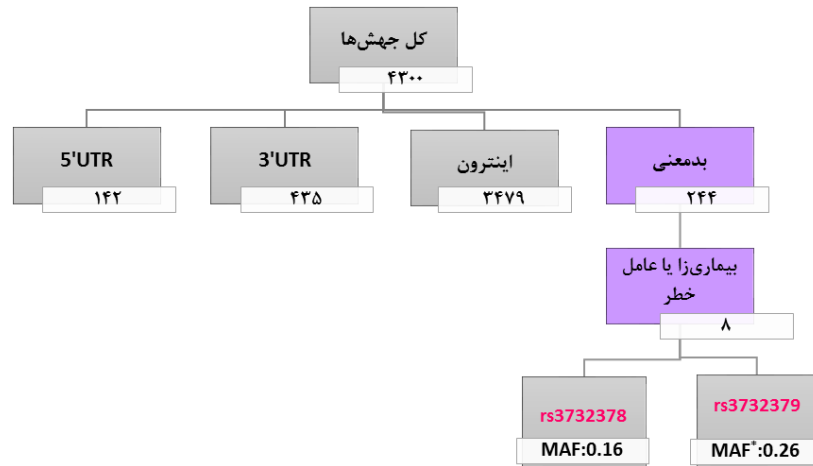 کل جهش‌ها
۴۳۰۰
5'UTR
۱۴۲
3'UTR
۴۳۵
اینترون
۳۴۷۹
بدمعنی
۲۴۴
بیماری‌زا یا عامل
خطر
۸
rs3732378
MAF:0.16
rs3732379
MAF*:0.26